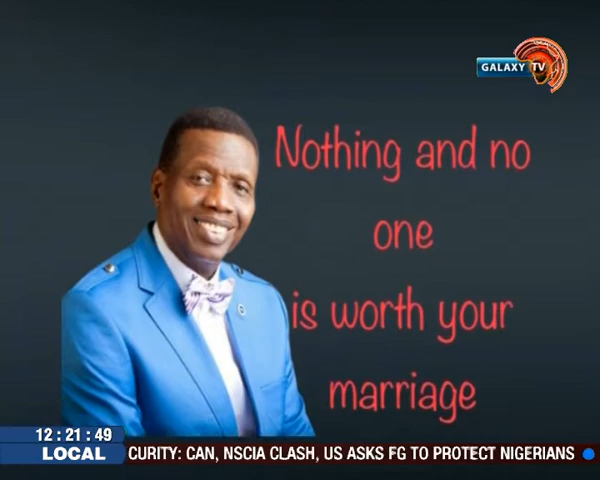 GALAXY TV
Nothing and no
one
is worth your
marriage
12:21:49
LOCAL
CURITY: CAN, NSCIA CLASH, US ASKS FG TO PROTECT NIGERIANS